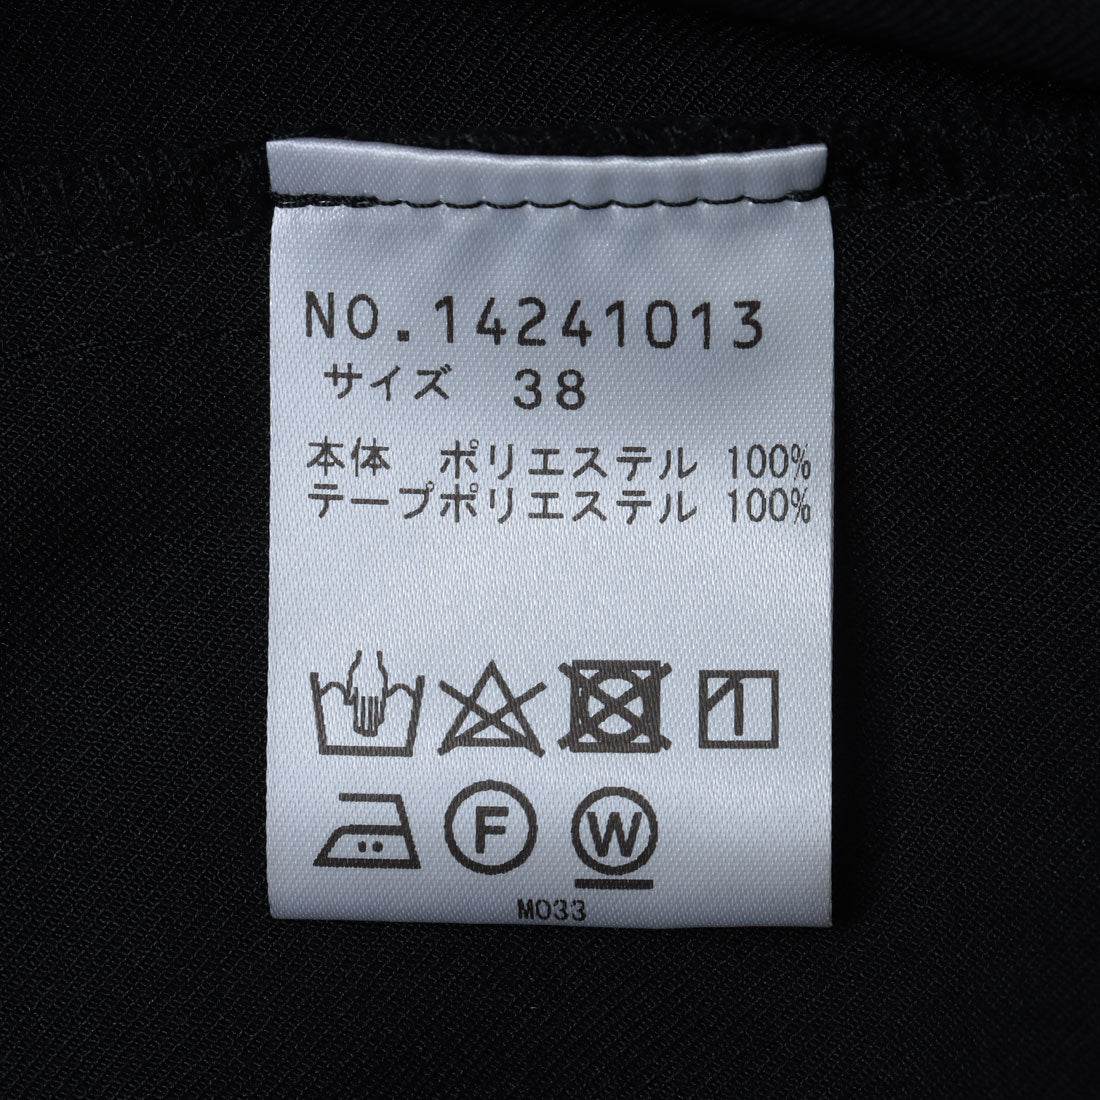 NO.14241013
サイズ 38
本体 ポリエステル 100%
テープポリエステル 100%
F W
M033